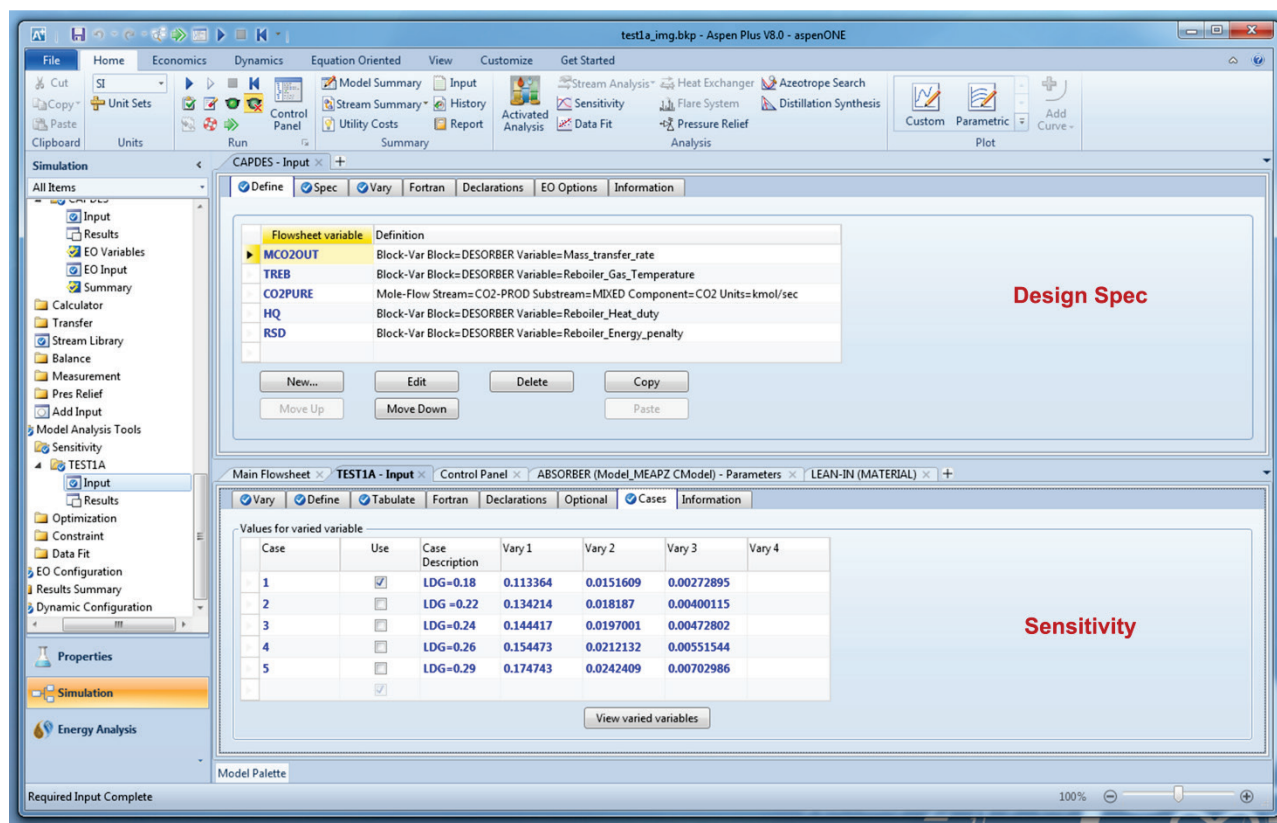 test1a_img.bkp - Aspen Plus V8.0 - aspenONE
File Home Economics Dynamics Equation Oriented View Customize Get Started
Cut SI Model Summary Input Stream Analysis Heat Exchanger Azeotrope Search
Copy Unit Sets Stream Summary History Sensitivity Flare System Distillation Synthesis
Paste Control Panel Utility Costs Report Activated Analysis Data Fit Pressure Relief Custom Parametric Add Curve
Clipboard Units Run Summary Analysis Plot
Simulation
All Items
CAPDES
Input
Results
EO Variables
EO Input
Summary
Calculator
Transfer
Stream Library
Balance
Measurement
Pres Relief
Add Input
Model Analysis Tools
Sensitivity
TEST1A
Input
Results
Optimization
Constraint
Data Fit
EO Configuration
Results Summary
Dynamic Configuration
Properties
Simulation
Energy Analysis
CAPDES - Input
Define Spec Vary Fortran Declarations EO Options Information
Flowsheet variable Definition
MCO2OUT Block-Var Block=DESORBER Variable=Mass_transfer_rate
TREB Block-Var Block=DESORBER Variable=Reboiler_Gas_Temperature
CO2PURE Mole-Flow Stream=CO2-PROD Substream=MIXED Component=CO2 Units=kmol/sec
HQ Block-Var Block=DESORBER Variable=Reboiler_Heat_duty
RSD Block-Var Block=DESORBER Variable=Reboiler_Energy_penalty
New... Edit Delete Copy
Move Up Move Down Paste
Design Spec
Main Flowsheet TEST1A - Input Control Panel ABSORBER (Model_MEAPZ CModel) - Parameters LEAN-IN (MATERIAL)
Vary Define Tabulate Fortran Declarations Optional Cases Information
Values for varied variable
Case Use Case Description Vary 1 Vary 2 Vary 3 Vary 4
1 LDG=0.18 0.113364 0.0151609 0.00272895
2 LDG =0.22 0.134214 0.018187 0.00400115
3 LDG=0.24 0.144417 0.0197001 0.00472802
4 LDG=0.26 0.154473 0.0212132 0.00551544
5 LDG=0.29 0.174743 0.0242409 0.00702986
View varied variables
Sensitivity
Model Palette
Required Input Complete 100%